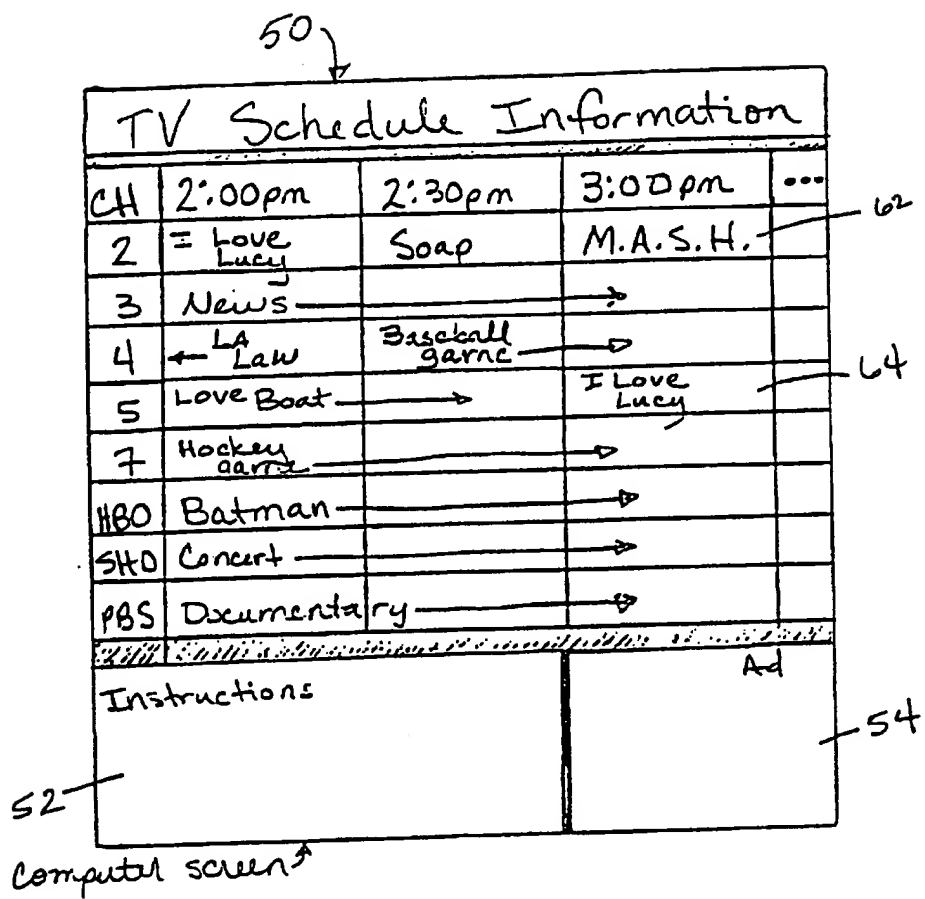 50
TV Schedule Information
CH 2:00pm 2:30pm 3:00pm ...
62
2 I Love Lucy Soap M.A.S.H.
3 News
4 LA Law Baseball game
64
5 Love Boat I Love Lucy
7 Hockey game
HBO Batman
SHO Concert
PBS Documentary
Instructions Ad
54
52
Computer screen